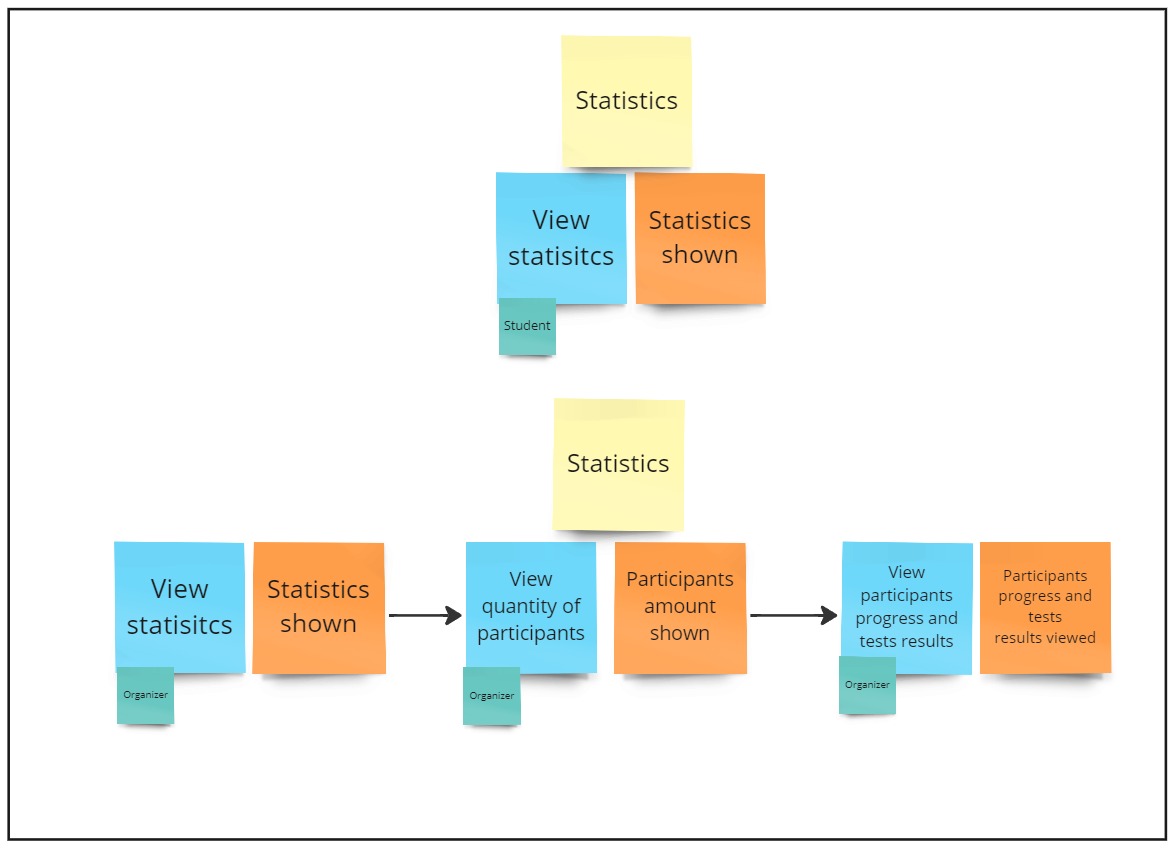 Statistics
View
statisitcs
Statistics
shown
Student
Statistics
View
statisitcs
Organizer
Statistics
shown
View
quantity of
participants
Organizer
Participants
amount
shown
View
participants
progress and
tests results
Organizer
Participants
progress and
tests
results viewed